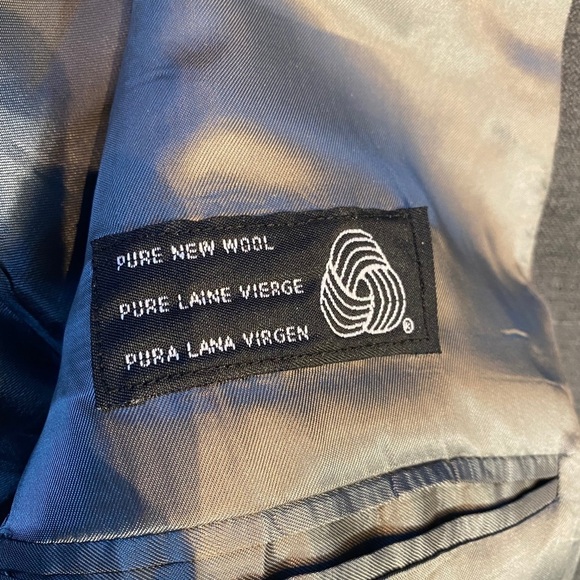 PURE NEW WOOL
PURE LAINE VIERGE
PURA LANA VIRGEN
®